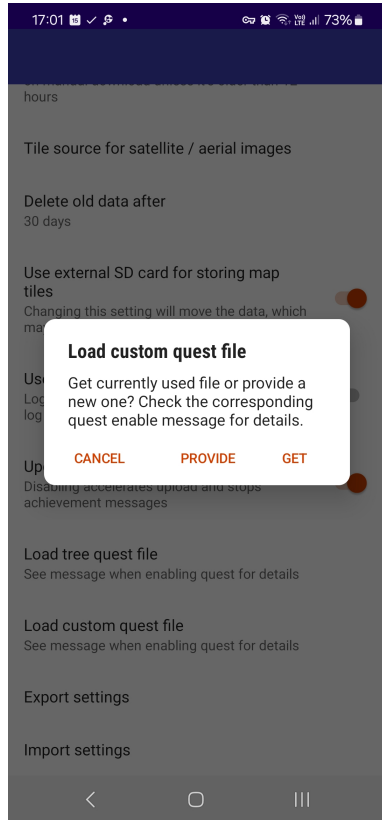 17:01
73%
hours
Tile source for satellite / aerial images
Delete old data after
30 days
Use external SD card for storing map
tiles
Changing this setting will move the data, which
Load custom quest file
Get currently used file or provide a
new one? Check the corresponding
quest enable message for details.
CANCEL PROVIDE GET
Disabling accelerates upload and stops
achievement messages
Load tree quest file
See message when enabling quest for details
Load custom quest file
See message when enabling quest for details
Export settings
Import settings